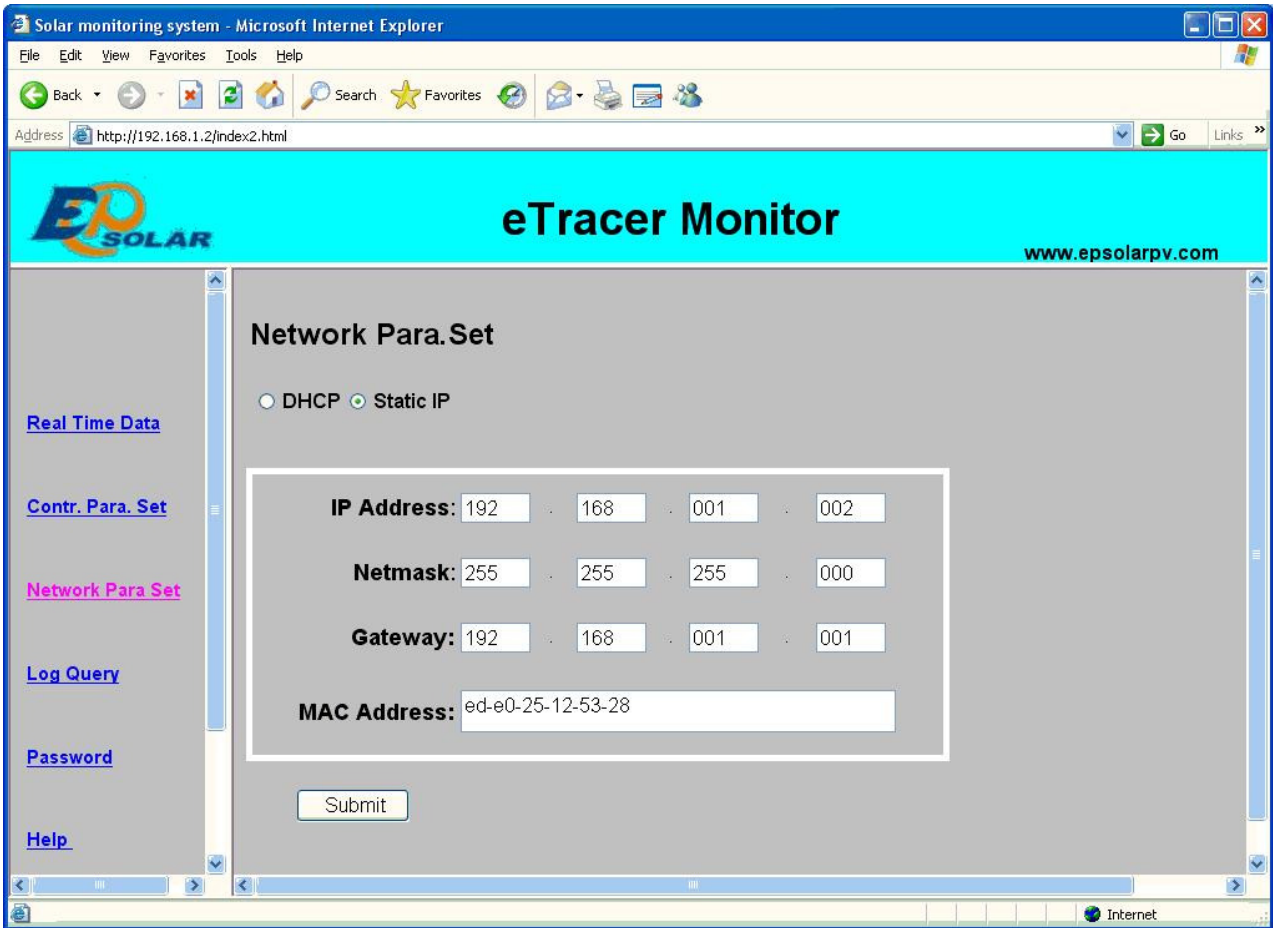 Solar monitoring system - Microsoft Internet Explorer
File Edit View Favorites Tools Help
Back Search Favorites
Address http://192.168.1.2/index2.html Go Links »
EP SOLAR
eTracer Monitor
www.epsolarpv.com
Real Time Data
Contr. Para. Set
Network Para Set
Log Query
Password
Help
Network Para.Set
DHCP Static IP
IP Address: 192 . 168 . 001 . 002
Netmask: 255 . 255 . 255 . 000
Gateway: 192 . 168 . 001 . 001
MAC Address: ed-e0-25-12-53-28
Submit
Internet